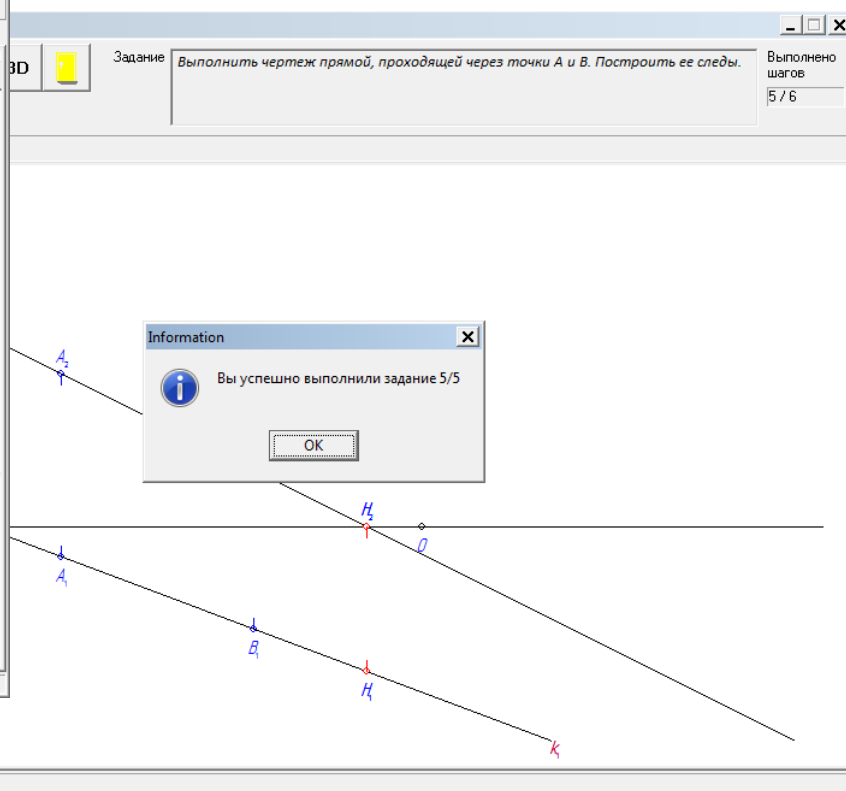 3D
Задание
Выполнить чертеж прямой, проходящей через точки А и В. Построить ее следы.
Выполнено
шагов
5 / 6
Information
Вы успешно выполнили задание 5/5
OK
A₂
H₂
O
A₁
B₁
H₁
k₁